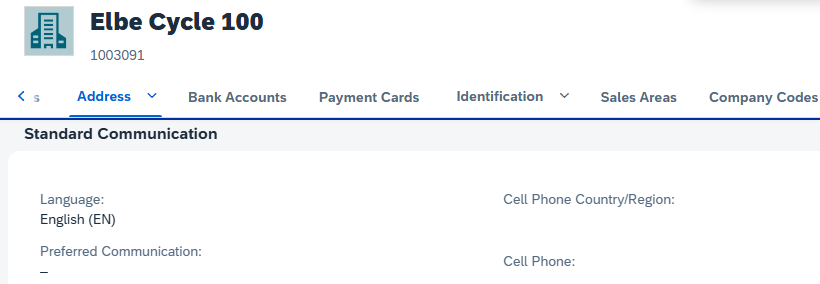 Elbe Cycle 100
1003091
s Address Bank Accounts Payment Cards Identification Sales Areas Company Codes
Standard Communication
Language:
English (EN)
Preferred Communication:
–
Cell Phone Country/Region:
Cell Phone: